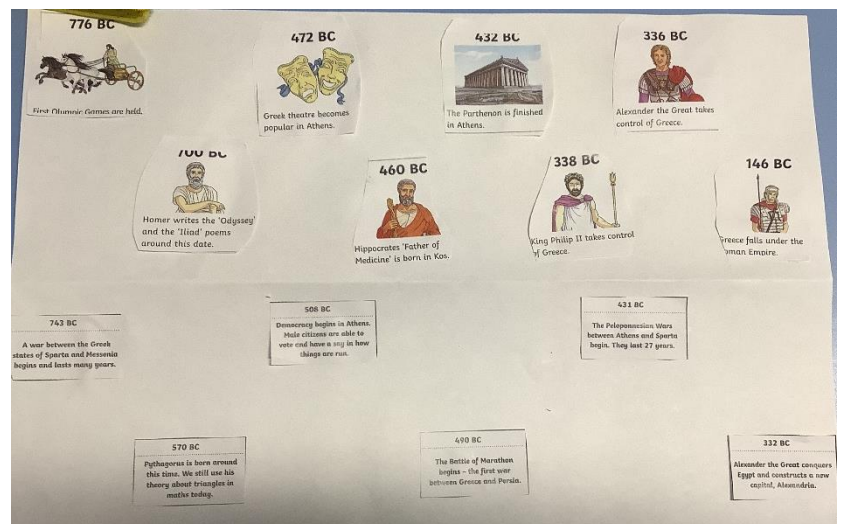 776 BC
First Olympic Games are held.
472 BC
Greek theatre becomes
popular in Athens.
432 BC
The Parthenon is finished
in Athens.
336 BC
Alexander the Great takes
control of Greece.
700 BC
Homer writes the 'Odyssey'
and the 'Iliad' poems
around this date.
460 BC
Hippocrates 'Father of
Medicine' is born in Kos.
338 BC
King Philip II takes control
of Greece.
146 BC
Greece falls under the
oman Empire.
743 BC
A war between the Greek
states of Sparta and Messenia
begins and lasts many years.
508 BC
Democracy begins in Athens.
Male citizens are able to
vote and have a say in how
things are run.
431 BC
The Peloponnesian Wars
between Athens and Sparta
begin. They last 27 years.
570 BC
Pythagorus is born around
this time. We still use his
theory about triangles in
maths today.
490 BC
The Battle of Marathon
begins - the first war
between Greece and Persia.
332 BC
Alexander the Great conquers
Egypt and constructs a new
capital, Alexandria.